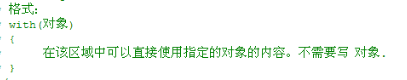 格式:
with(对象)
{
在该区域中可以直接使用指定的对象的内容。不需要写 对象.
}